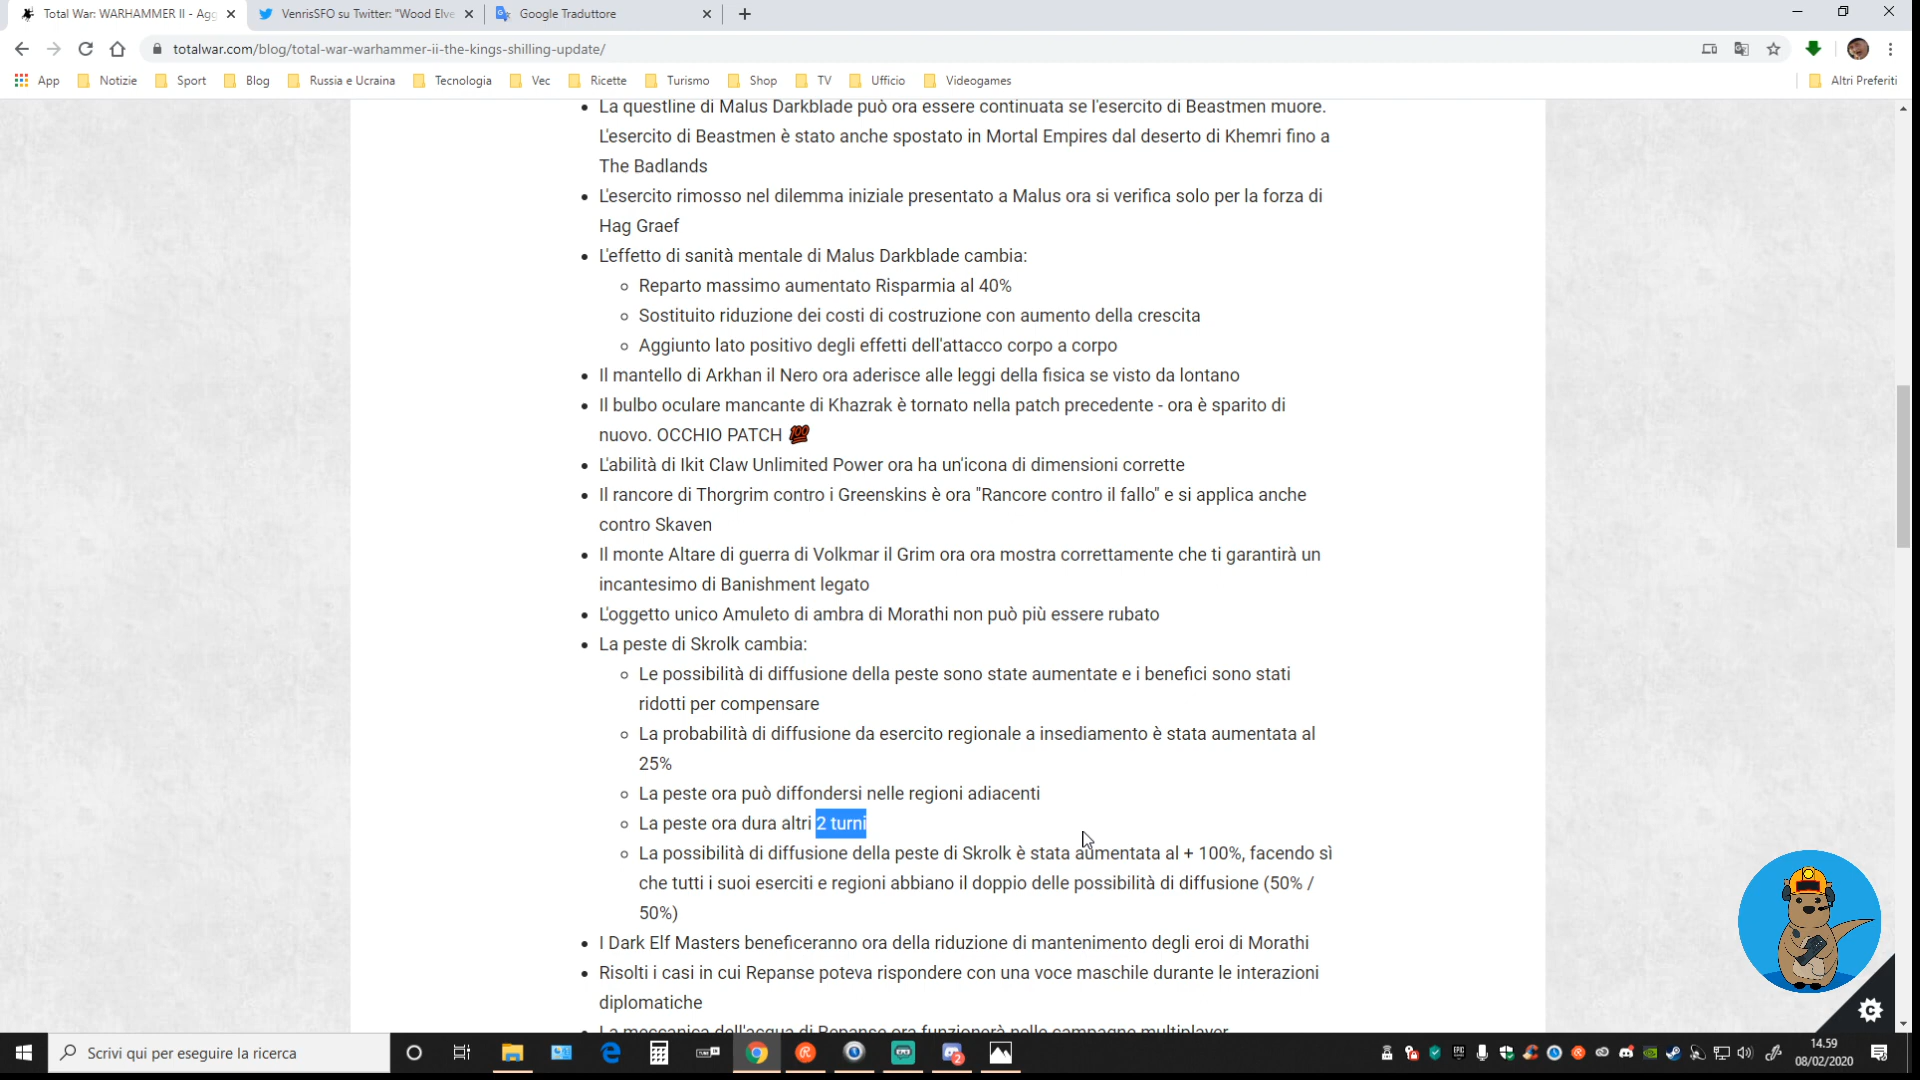 Total War: WARHAMMER II - Agg
VenrisSFO su Twitter: "Wood Elve
Google Traduttore
totalwar.com/blog/total-war-warhammer-ii-the-kings-shilling-update/
App Notizie Sport Blog Russia e Ucraina Tecnologia Vec Ricette Turismo Shop TV Ufficio Videogames Altri Preferiti
La questline di Malus Darkblade può ora essere continuata se l'esercito di Beastmen muore.
L'esercito di Beastmen è stato anche spostato in Mortal Empires dal deserto di Khemri fino a
The Badlands
L'esercito rimosso nel dilemma iniziale presentato a Malus ora si verifica solo per la forza di
Hag Graef
L'effetto di sanità mentale di Malus Darkblade cambia:
Reparto massimo aumentato Risparmia al 40%
Sostituito riduzione dei costi di costruzione con aumento della crescita
Aggiunto lato positivo degli effetti dell'attacco corpo a corpo
Il mantello di Arkhan il Nero ora aderisce alle leggi della fisica se visto da lontano
Il bulbo oculare mancante di Khazrak è tornato nella patch precedente - ora è sparito di
nuovo. OCCHIO PATCH 💯
L'abilità di Ikit Claw Unlimited Power ora ha un'icona di dimensioni corrette
Il rancore di Thorgrim contro i Greenskins è ora "Rancore contro il fallo" e si applica anche
contro Skaven
Il monte Altare di guerra di Volkmar il Grim ora ora mostra correttamente che ti garantirà un
incantesimo di Banishment legato
L'oggetto unico Amuleto di ambra di Morathi non può più essere rubato
La peste di Skrolk cambia:
Le possibilità di diffusione della peste sono state aumentate e i benefici sono stati
ridotti per compensare
La probabilità di diffusione da esercito regionale a insediamento è stata aumentata al
25%
La peste ora può diffondersi nelle regioni adiacenti
La peste ora dura altri 2 turni
La possibilità di diffusione della peste di Skrolk è stata aumentata al + 100%, facendo sì
che tutti i suoi eserciti e regioni abbiano il doppio delle possibilità di diffusione (50% /
50%)
I Dark Elf Masters beneficeranno ora della riduzione di mantenimento degli eroi di Morathi
Risolti i casi in cui Repanse poteva rispondere con una voce maschile durante le interazioni
diplomatiche
La meccanica dell'acqua di Repanse ora funzionerà nelle campagne multiplayer
Scrivi qui per eseguire la ricerca
14.59
08/02/2020